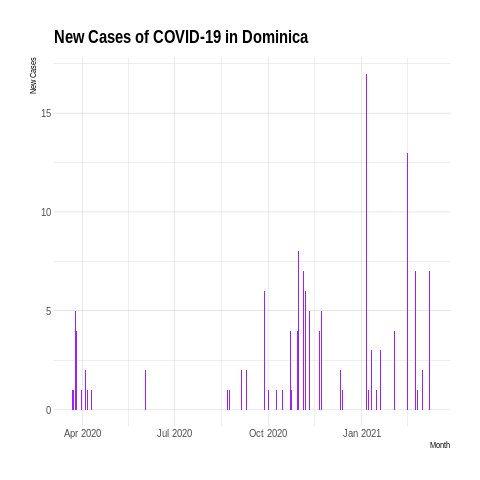 New Cases of COVID-19 in Dominica
New Cases
15
10
5
0
Apr 2020 Jul 2020 Oct 2020 Jan 2021
Month